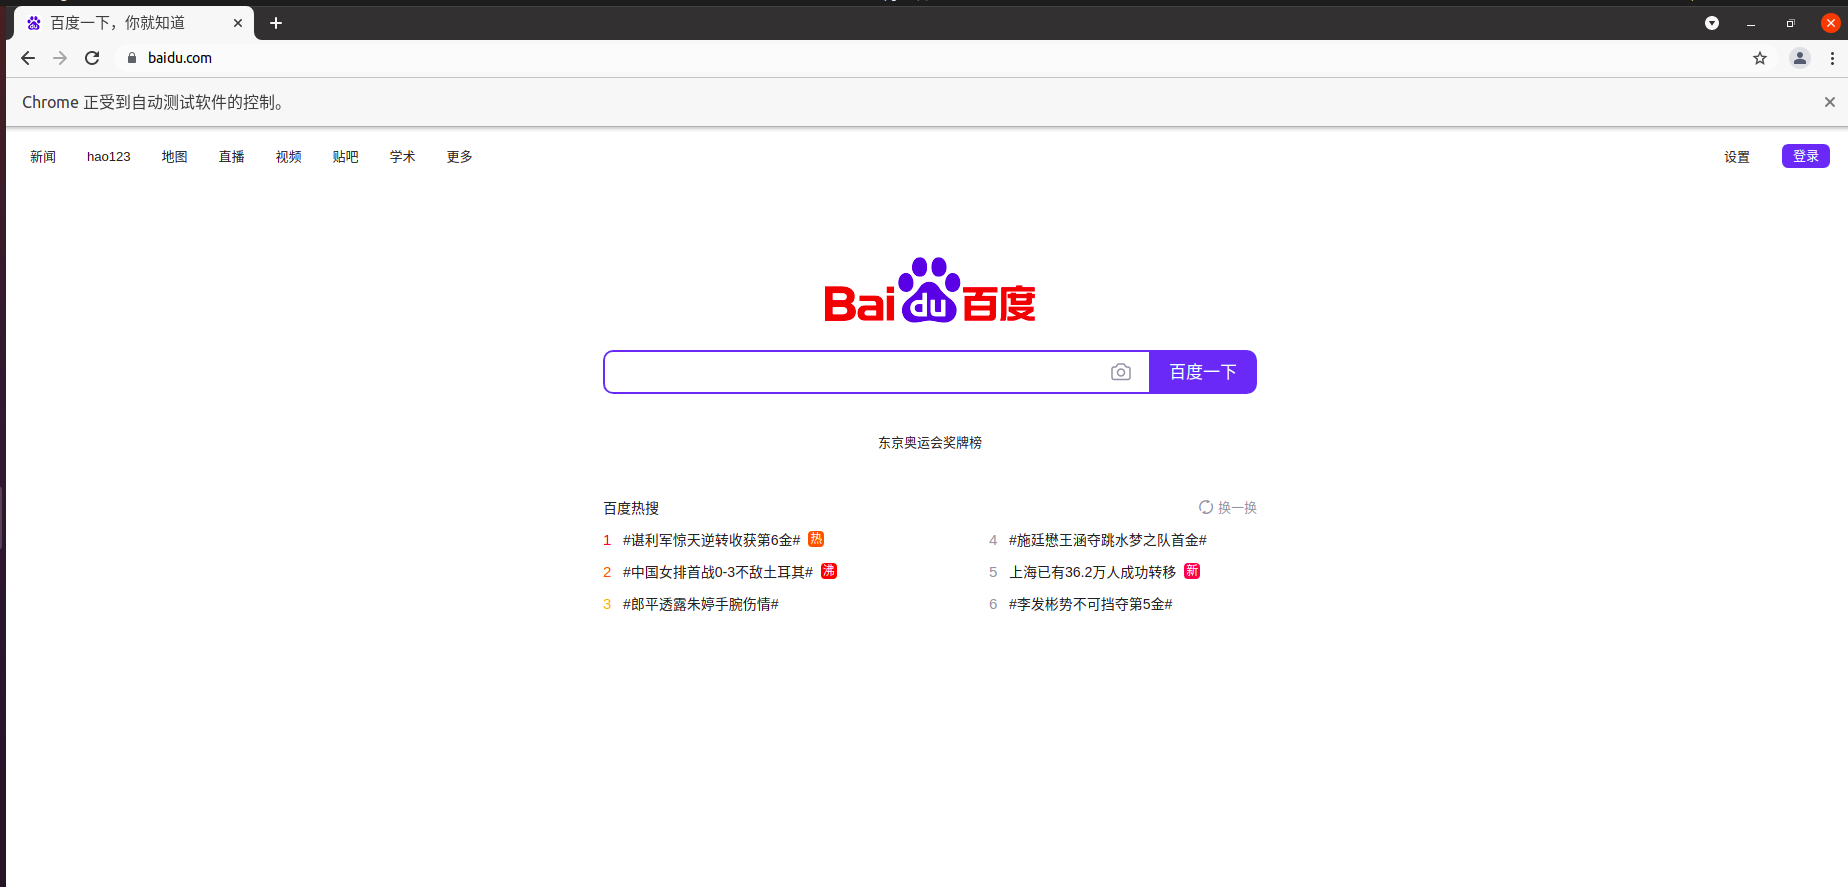 百度一下，你就知道
baidu.com
Chrome 正受到自动测试软件的控制。
新闻 hao123 地图 直播 视频 贴吧 学术 更多 设置 登录
Bai du 百度
百度一下
东京奥运会奖牌榜
百度热搜 换一换
1 #谌利军惊天逆转收获第6金# 热
4 #施廷懋王涵夺跳水梦之队首金#
2 #中国女排首战0-3不敌土耳其# 沸
5 上海已有36.2万人成功转移 新
3 #郎平透露朱婷手腕伤情#
6 #李发彬势不可挡夺第5金#